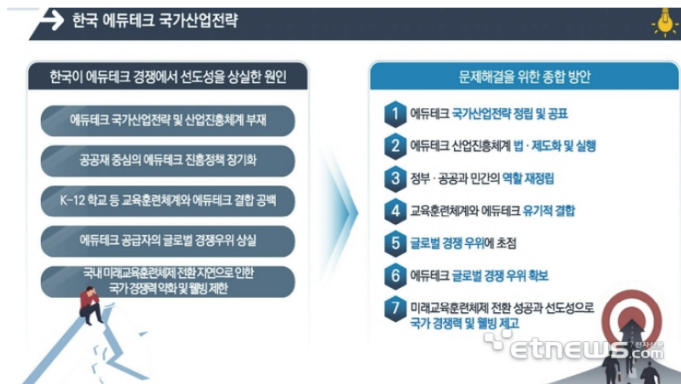 한국 에듀테크 국가산업전략
한국이 에듀테크 경쟁에서 선도성을 상실한 원인
에듀테크 국가산업전략 및 산업진흥체계 부재
공공재 중심의 에듀테크 진흥정책 장기화
K-12 학교 등 교육훈련체계와 에듀테크 결합 공백
에듀테크 공급자의 글로벌 경쟁우위 상실
국내 미래교육훈련체제 전환 지연으로 인한
국가 경쟁력 약화 및 웰빙 제한
문제해결을 위한 종합 방안
1 에듀테크 국가산업전략 정립 및 공표
2 에듀테크 산업진흥체계 법·제도화 및 실행
3 정부·공공과 민간의 역할 재정립
4 교육훈련체계와 에듀테크 유기적 결합
5 글로벌 경쟁 우위에 초점
6 에듀테크 글로벌 경쟁 우위 확보
7 미래교육훈련체제 전환 성공과 선도성으로
국가 경쟁력 및 웰빙 제고
etnews.com 전자신문